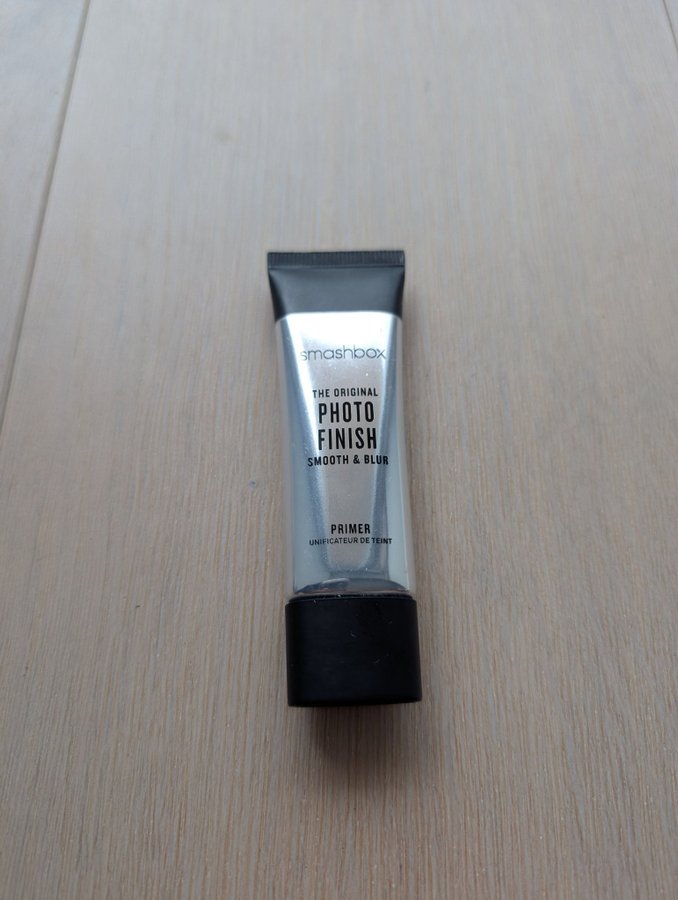 smashbox
THE ORIGINAL
PHOTO
FINISH
SMOOTH & BLUR
PRIMER
UNIFICATEUR DE TEINT